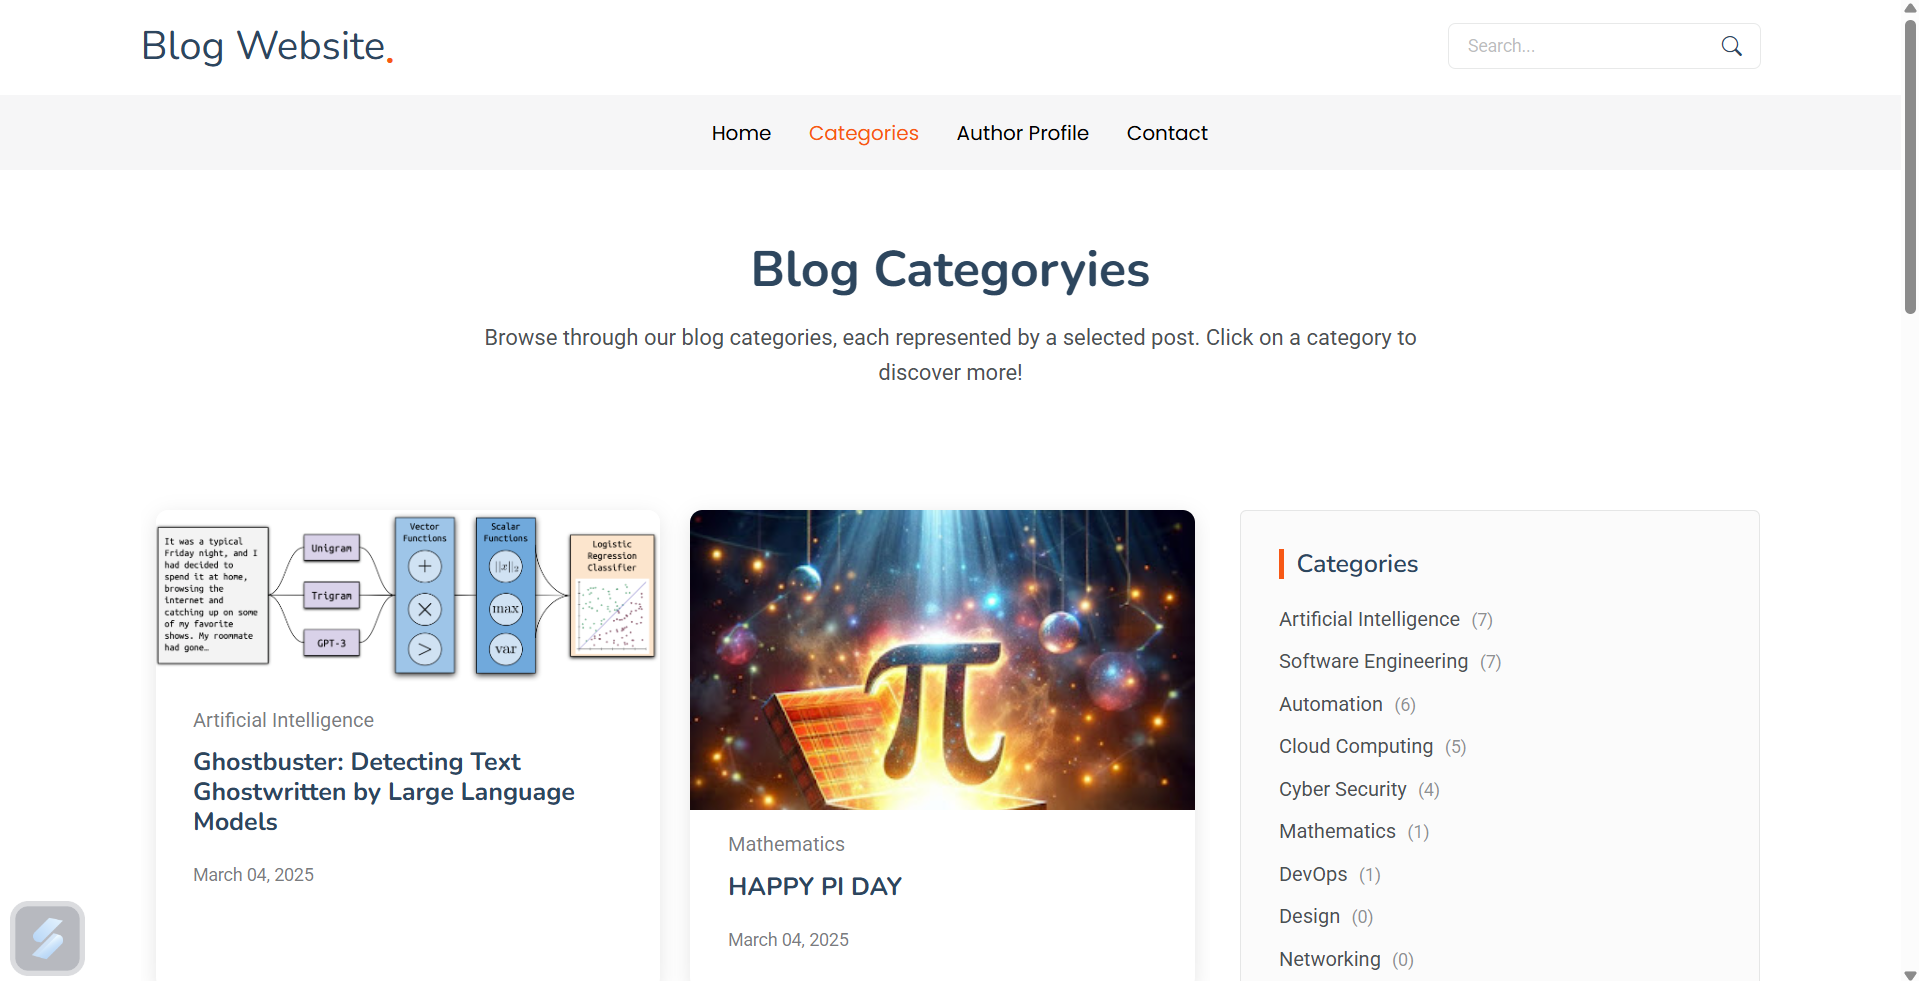 Blog Website.
Search...
Home Categories Author Profile Contact
Blog Categoryies
Browse through our blog categories, each represented by a selected post. Click on a category to
discover more!
It was a typical
Friday night, and I
had decided to
spend it at home,
browsing the
internet and
catching up on some
of my favorite
shows. My roommate
had gone…
Unigram
Trigram
GPT-3
Vector
Functions
+
×
>
Scalar
Functions
||x||₂
max
var
Logistic
Regression
Classifier
Artificial Intelligence
Ghostbuster: Detecting Text
Ghostwritten by Large Language
Models
March 04, 2025
π
Mathematics
HAPPY PI DAY
March 04, 2025
Categories
Artificial Intelligence (7)
Software Engineering (7)
Automation (6)
Cloud Computing (5)
Cyber Security (4)
Mathematics (1)
DevOps (1)
Design (0)
Networking (0)